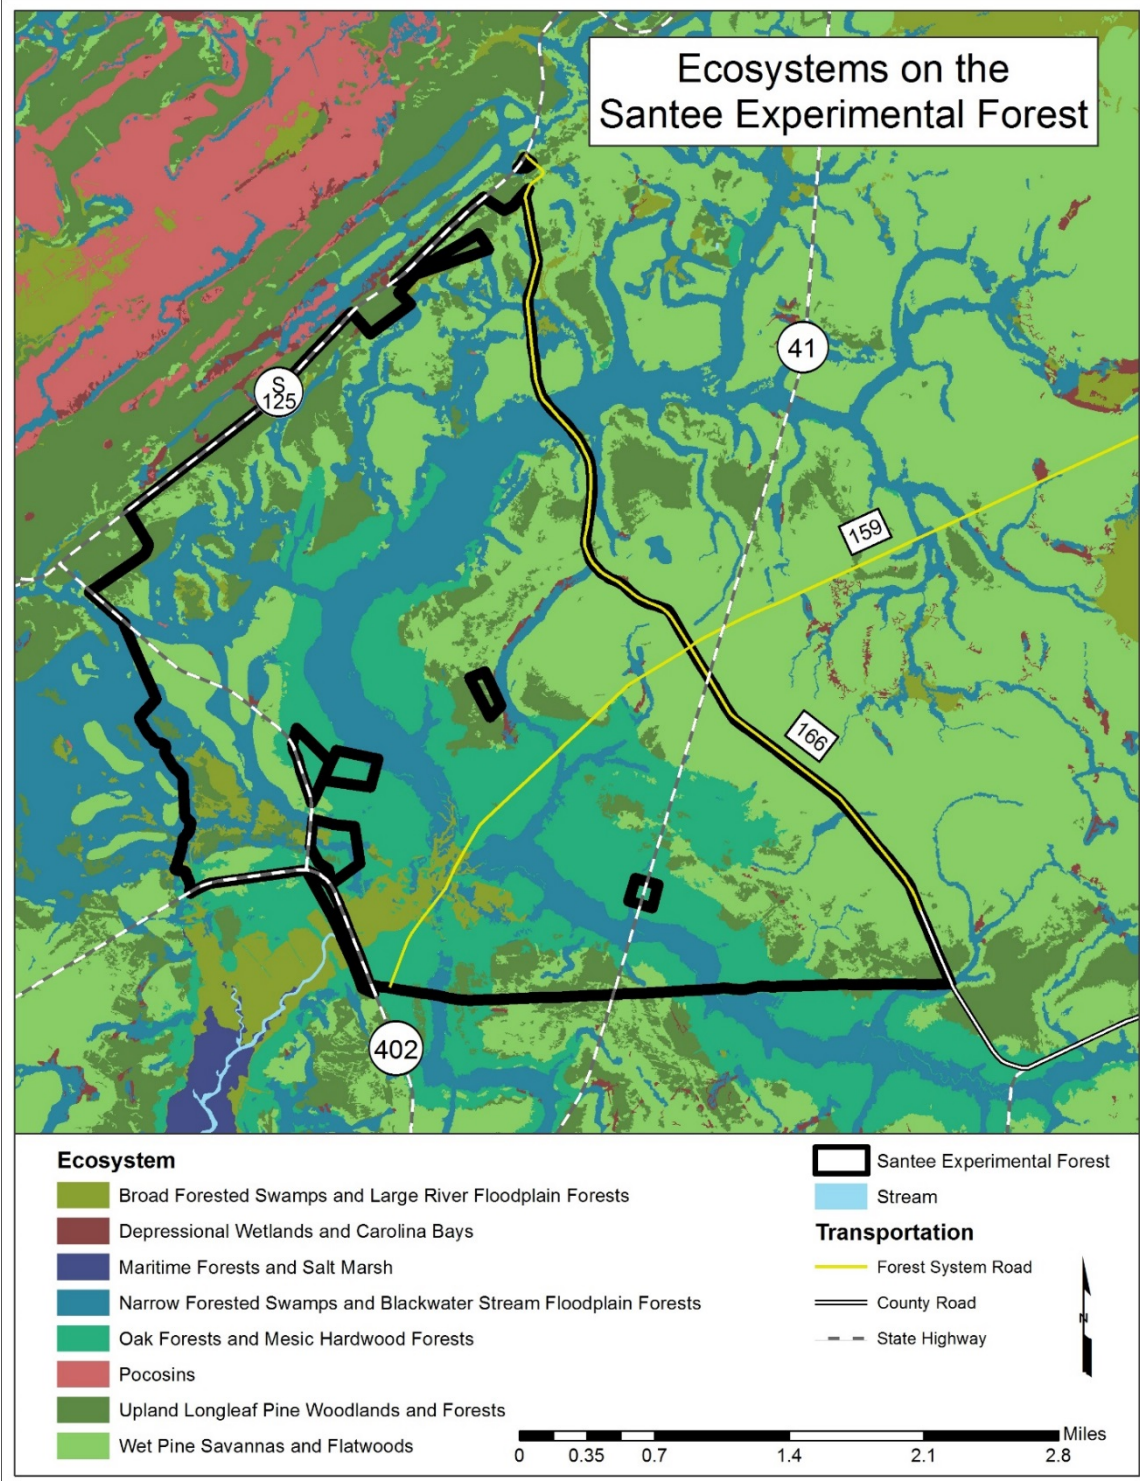 Ecosystems on the
Santee Experimental Forest
41
S
125
159
166
402
Ecosystem
Broad Forested Swamps and Large River Floodplain Forests
Depressional Wetlands and Carolina Bays
Maritime Forests and Salt Marsh
Narrow Forested Swamps and Blackwater Stream Floodplain Forests
Oak Forests and Mesic Hardwood Forests
Pocosins
Upland Longleaf Pine Woodlands and Forests
Wet Pine Savannas and Flatwoods
Santee Experimental Forest
Stream
Transportation
Forest System Road
County Road
State Highway
N
Miles
0 0.35 0.7 1.4 2.1 2.8